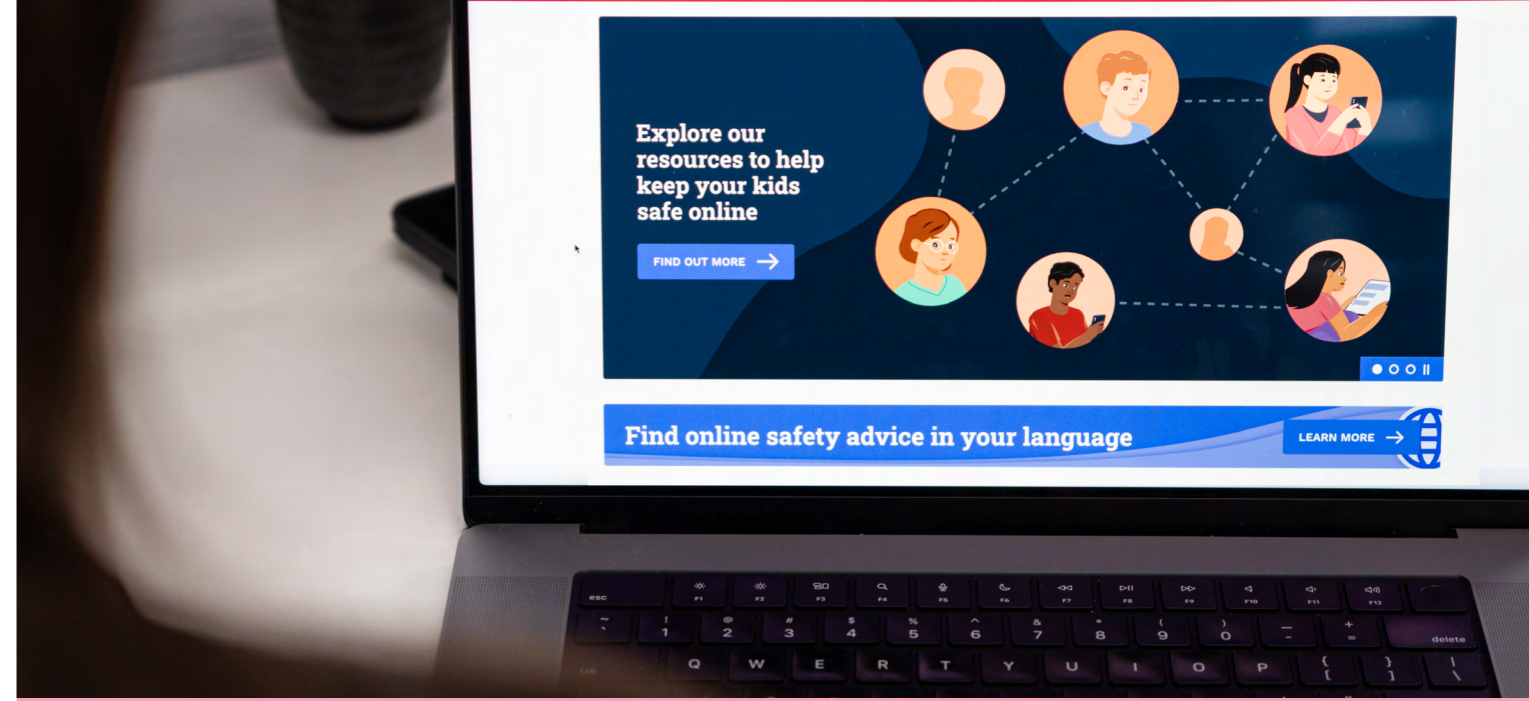 Explore our
resources to help
keep your kids
safe online
FIND OUT MORE
Find online safety advice in your language
LEARN MORE
esc F1 F2 F3 F4 F5 F6 F7 F8 F9 F10 F11 F12
~ ! @ # $ % ^ & * ( ) _ +
` 1 2 3 4 5 6 7 8 9 0 - = delete
tab Q W E R T Y U I O P { [ } ] | \